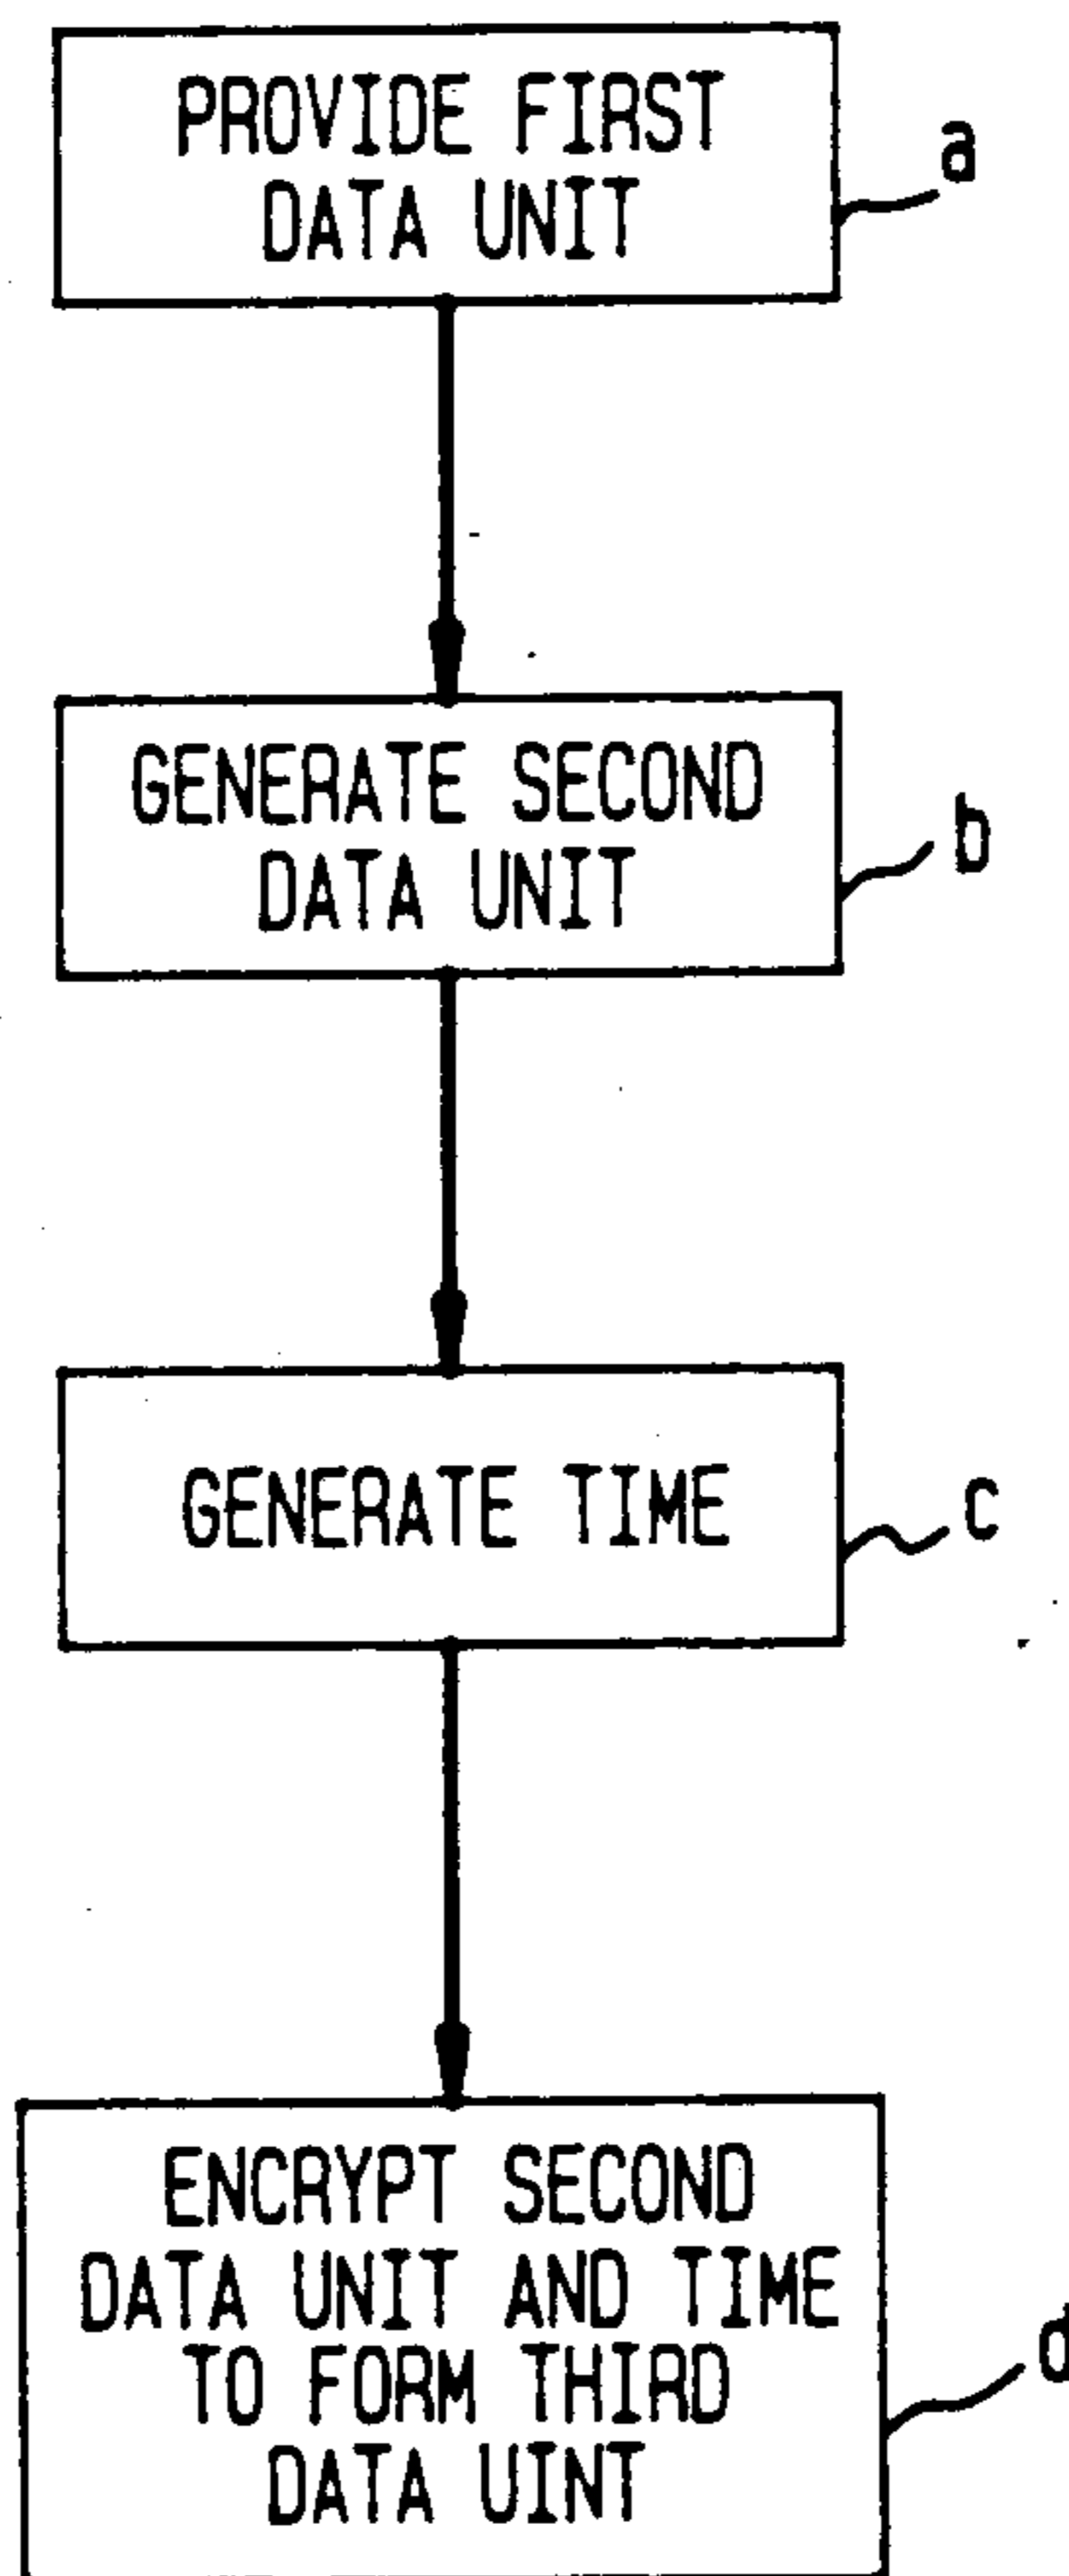 PROVIDE FIRST
DATA UNIT
a
GENERATE SECOND
DATA UNIT
b
GENERATE TIME
c
ENCRYPT SECOND
DATA UNIT AND TIME
TO FORM THIRD
DATA UINT
d